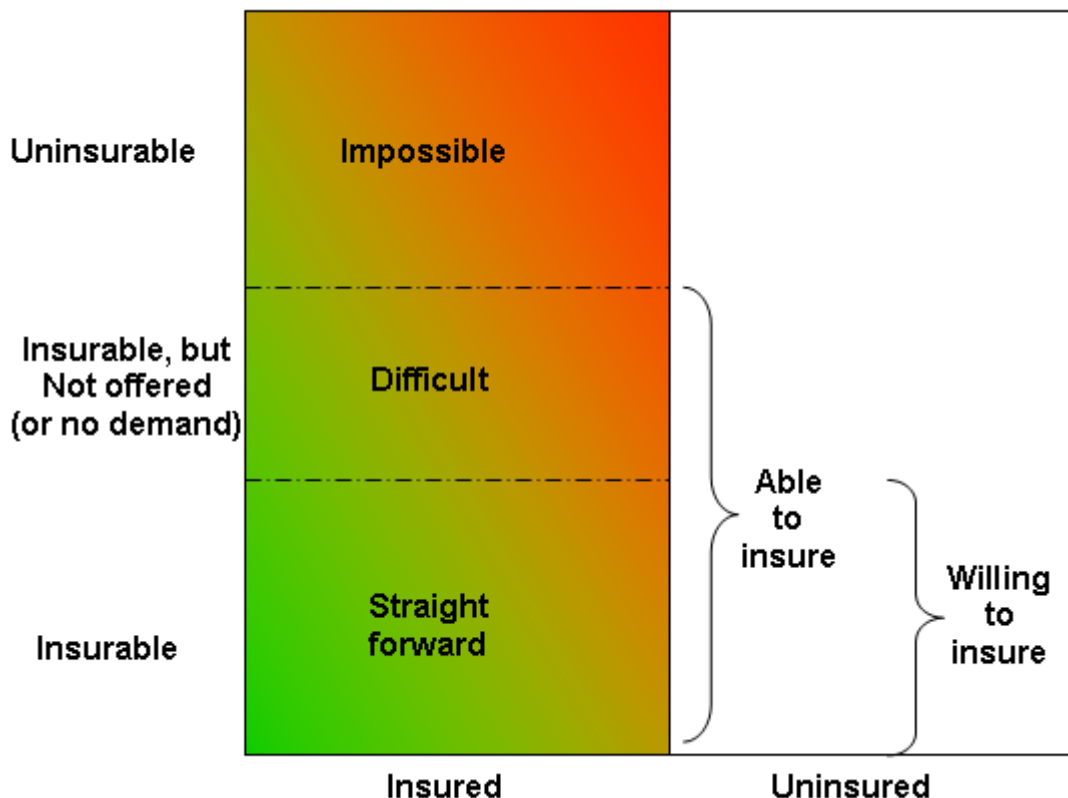 Uninsurable
Impossible
Insurable, but
Not offered
(or no demand)
Difficult
Able
to
insure
Willing
to
insure
Straight
forward
Insurable
Insured
Uninsured